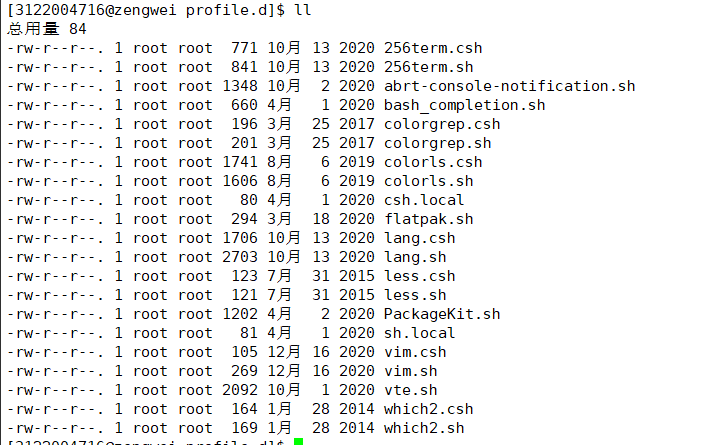 [3122004716@zengwei profile.d]$ ll
总用量 84
-rw-r--r--. 1 root root  771 10月 13 2020 256term.csh
-rw-r--r--. 1 root root  841 10月 13 2020 256term.sh
-rw-r--r--. 1 root root 1348 10月  2 2020 abrt-console-notification.sh
-rw-r--r--. 1 root root  660 4月   1 2020 bash_completion.sh
-rw-r--r--. 1 root root  196 3月  25 2017 colorgrep.csh
-rw-r--r--. 1 root root  201 3月  25 2017 colorgrep.sh
-rw-r--r--. 1 root root 1741 8月   6 2019 colorls.csh
-rw-r--r--. 1 root root 1606 8月   6 2019 colorls.sh
-rw-r--r--. 1 root root   80 4月   1 2020 csh.local
-rw-r--r--. 1 root root  294 3月  18 2020 flatpak.sh
-rw-r--r--. 1 root root 1706 10月 13 2020 lang.csh
-rw-r--r--. 1 root root 2703 10月 13 2020 lang.sh
-rw-r--r--. 1 root root  123 7月  31 2015 less.csh
-rw-r--r--. 1 root root  121 7月  31 2015 less.sh
-rw-r--r--. 1 root root 1202 4月   2 2020 PackageKit.sh
-rw-r--r--. 1 root root   81 4月   1 2020 sh.local
-rw-r--r--. 1 root root  105 12月 16 2020 vim.csh
-rw-r--r--. 1 root root  269 12月 16 2020 vim.sh
-rw-r--r--. 1 root root 2092 10月  1 2020 vte.sh
-rw-r--r--. 1 root root  164 1月  28 2014 which2.csh
-rw-r--r--. 1 root root  169 1月  28 2014 which2.sh
[3122004716@zengwei profile.d]$